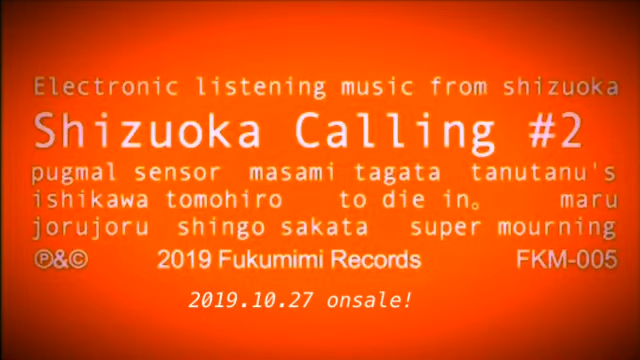 Electronic listening music from shizuoka
Shizuoka Calling #2
pugmal sensor masami tagata tanutanu's
ishikawa tomohiro to die in。 maru
jorujoru shingo sakata super mourning
℗&© 2019 Fukumimi Records FKM-005
2019.10.27 onsale!